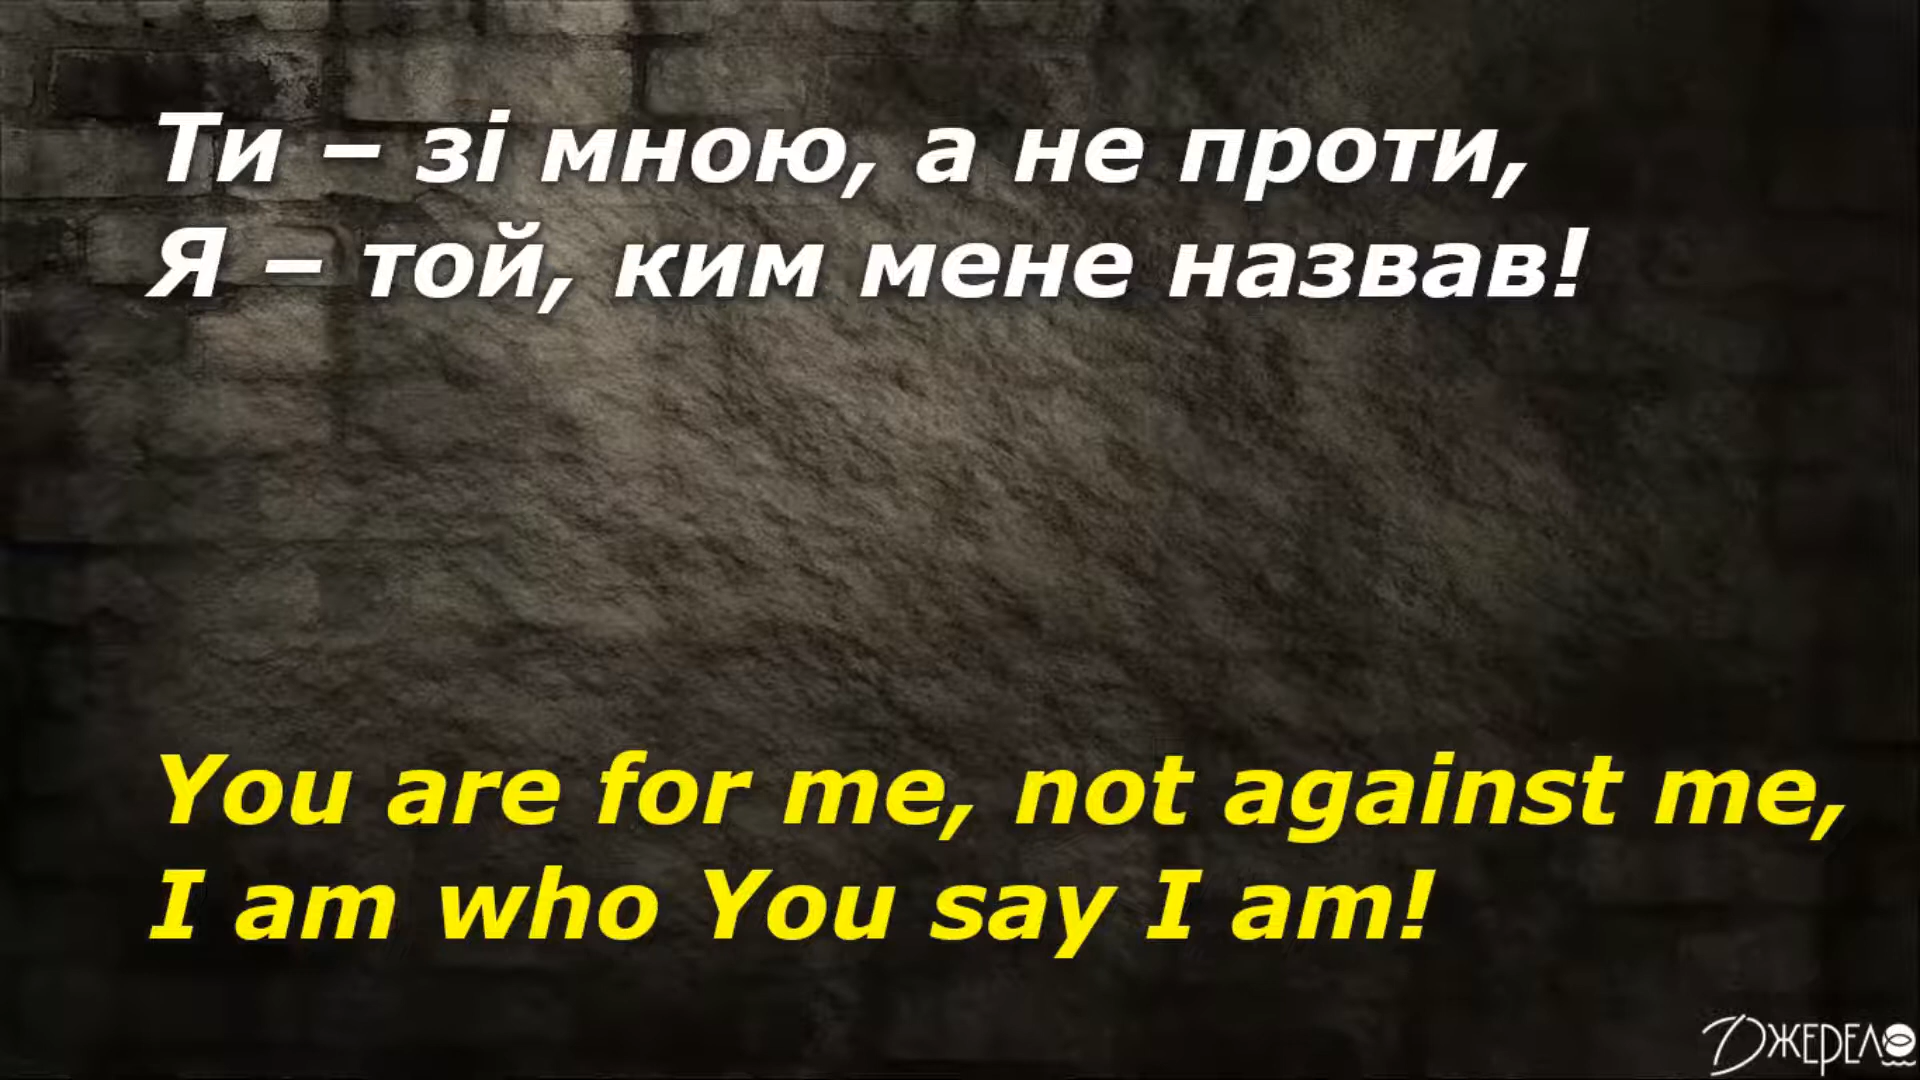 Ти – зі мною, а не проти,
Я – той, ким мене назвав!
You are for me, not against me,
I am who You say I am!
ДЖЕРЕЛО